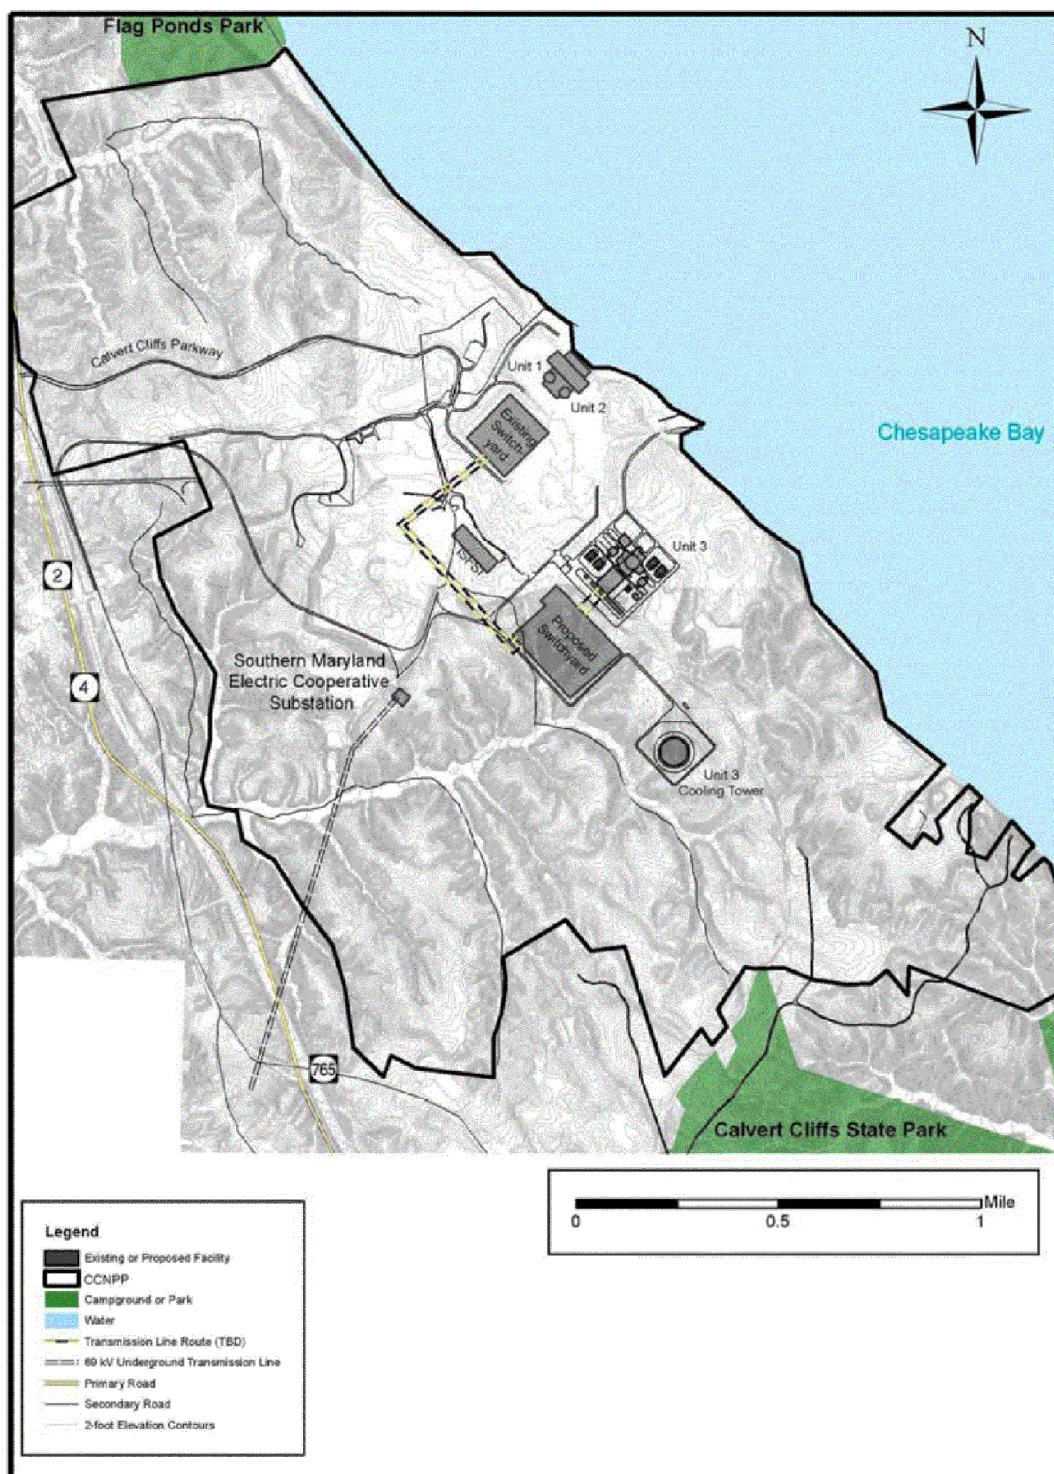 Flag Ponds Park
N
Calvert Cliffs Parkway
Unit 1
Unit 2
Existing
Switch-
yard
Chesapeake Bay
ISFSI
Unit 3
2
Proposed
Switchyard
4
Southern Maryland
Electric Cooperative
Substation
Unit 3
Cooling Tower
765
Calvert Cliffs State Park
Mile
0
0.5
1
Legend
Existing or Proposed Facility
CCNPP
Campground or Park
Water
Transmission Line Route (TBD)
69 kV Underground Transmission Line
Primary Road
Secondary Road
2-foot Elevation Contours